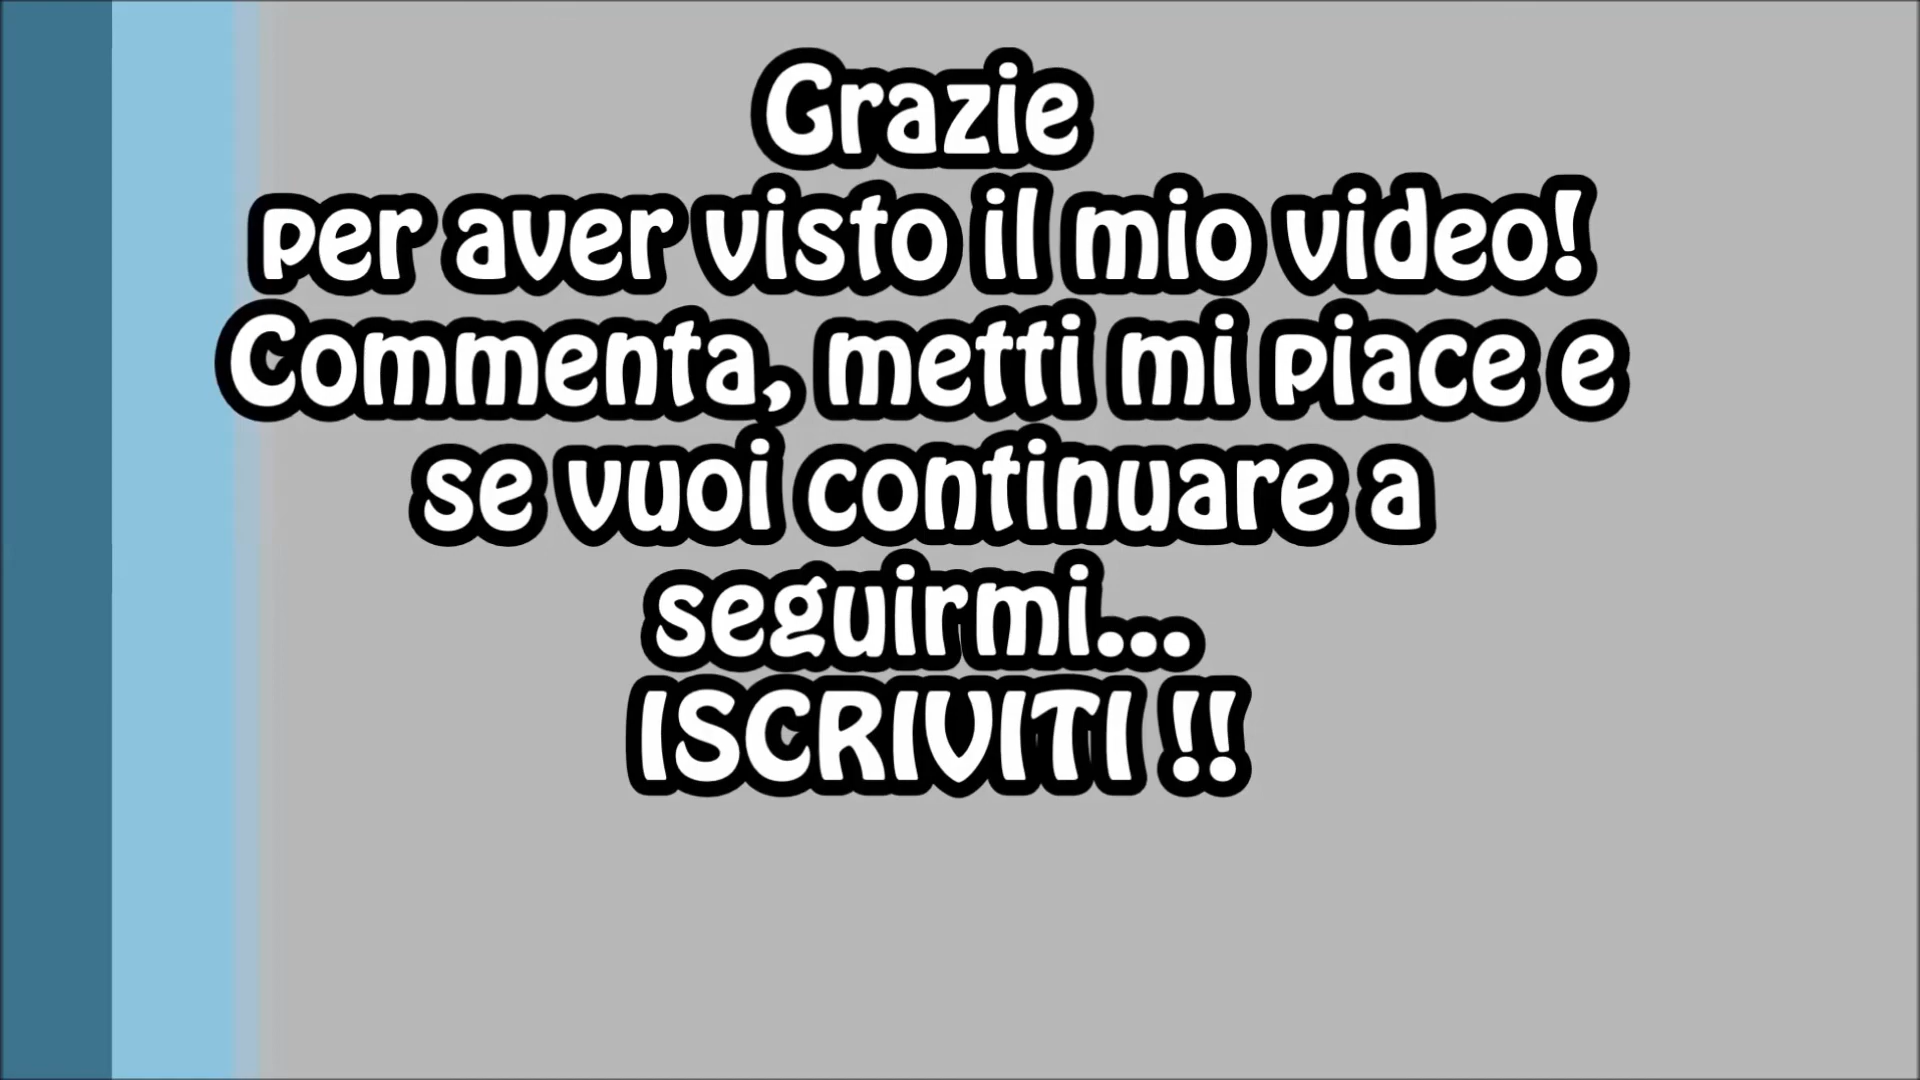 Grazie
per aver visto il mio video!
Commenta, metti mi piace e
se vuoi continuare a
seguirmi...
ISCRIVITI !!